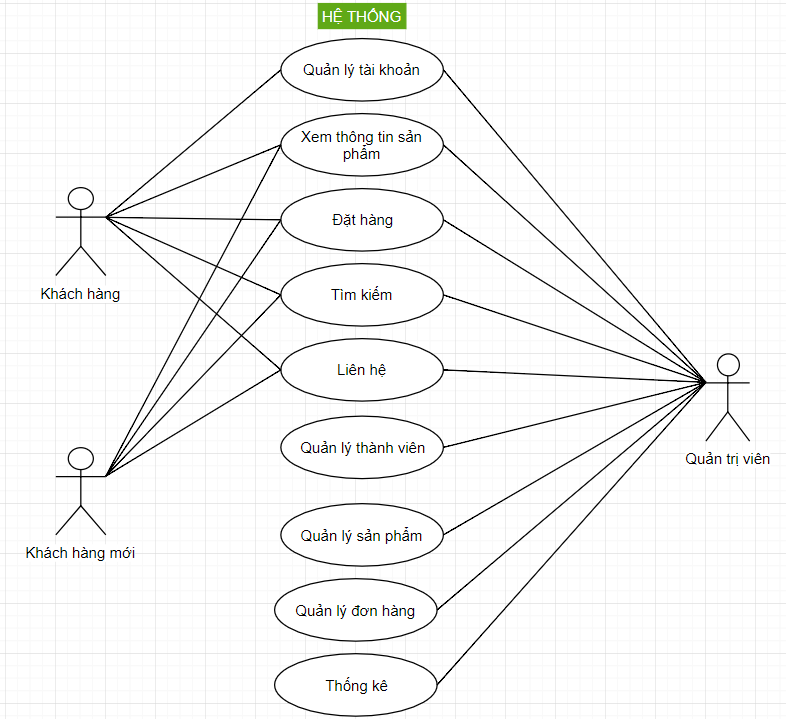 HỆ THỐNG
Quản lý tài khoản
Xem thông tin sản
phẩm
Đặt hàng
Khách hàng
Tìm kiếm
Liên hệ
Quản lý thành viên
Quản trị viên
Quản lý sản phẩm
Khách hàng mới
Quản lý đơn hàng
Thống kê